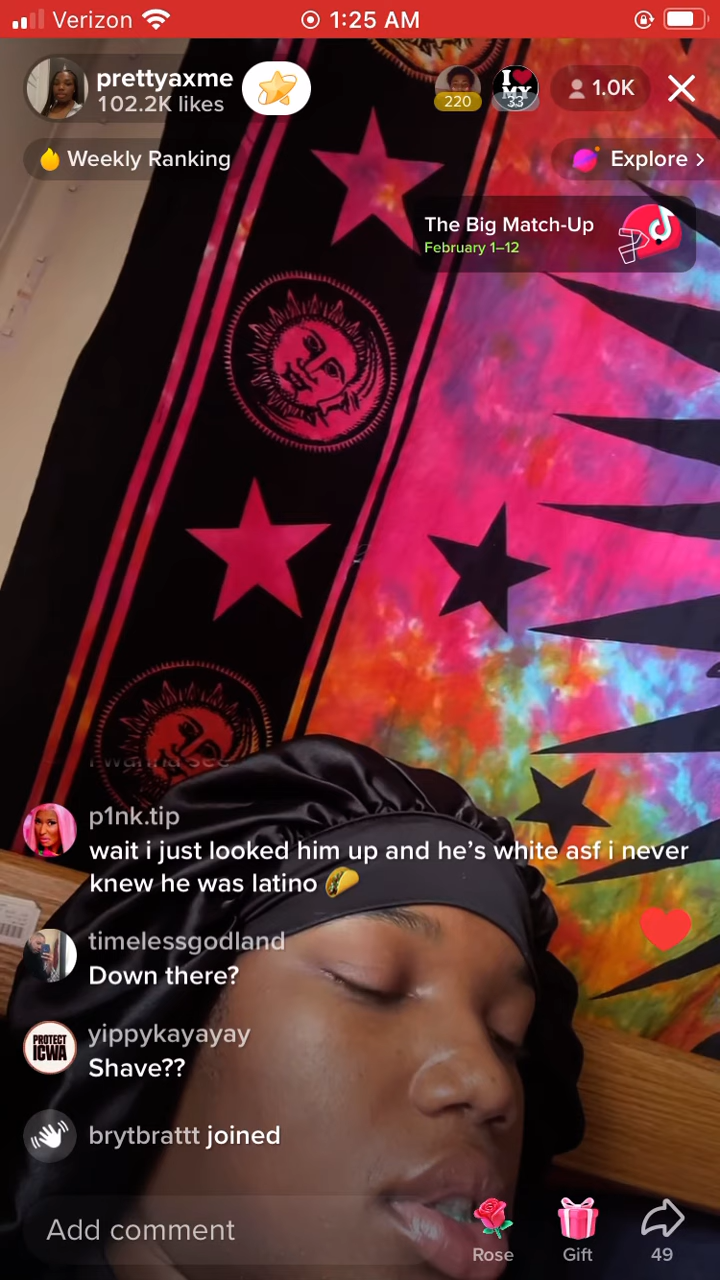 Verizon 1:25 AM
prettyaxme
102.2K likes
220
I ❤ MY
33
1.0K
Weekly Ranking
Explore >
The Big Match-Up
February 1–12
i wanna see
p1nk.tip
wait i just looked him up and he's white asf i never
knew he was latino 🌮
timelessgodland
Down there?
PROTECT
ICWA
yippykayayay
Shave??
brytbrattt joined
Add comment
Rose
Gift
49